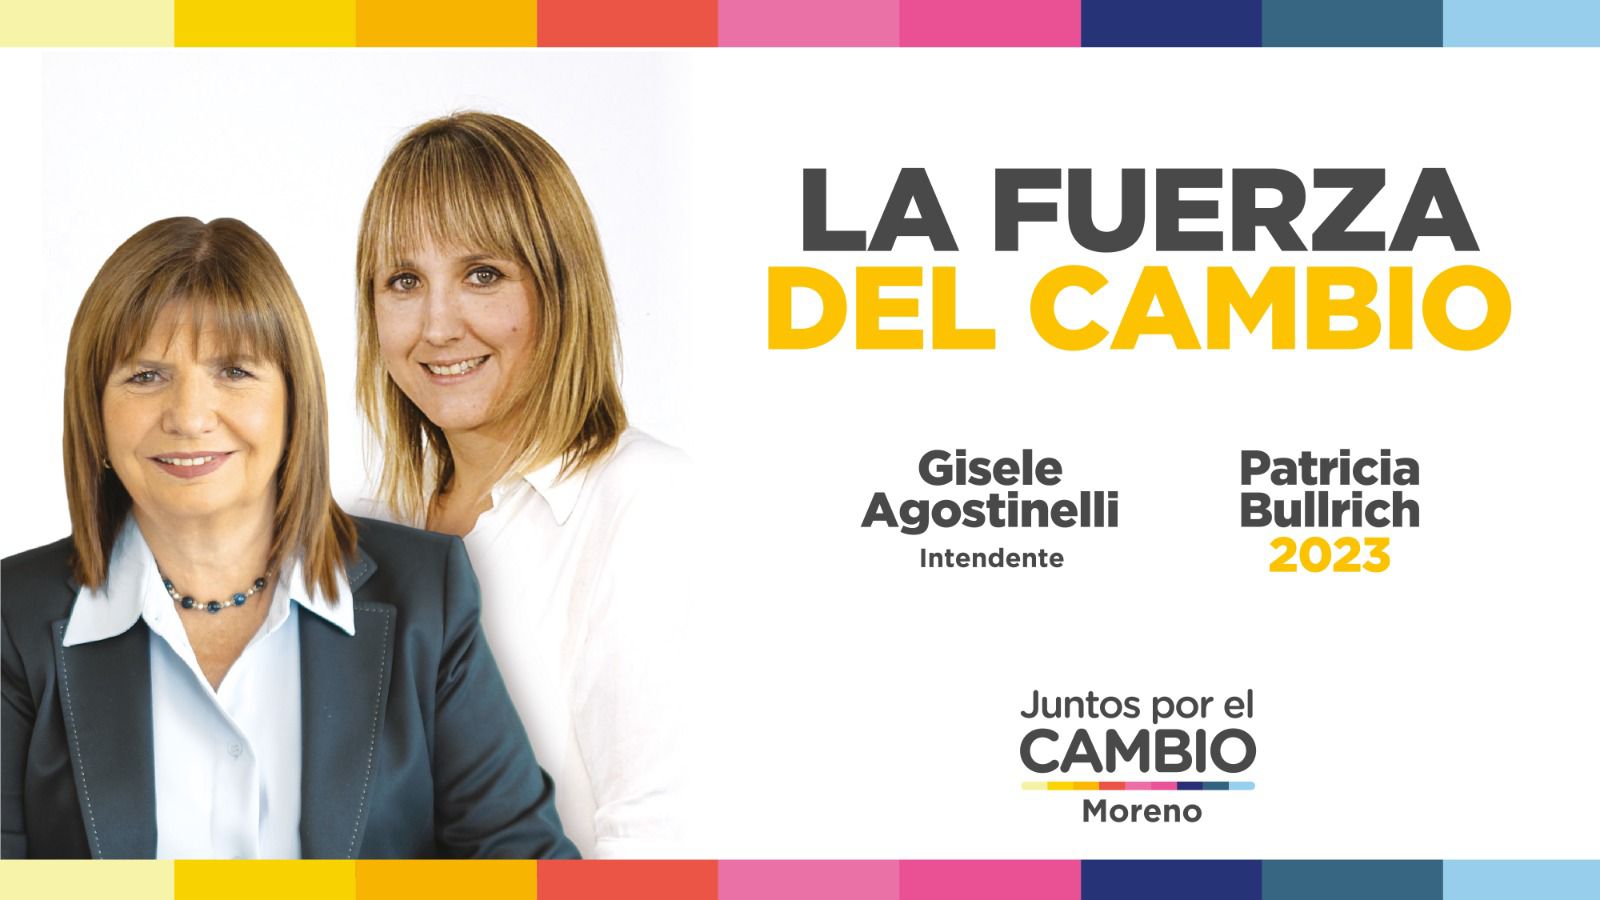 LA FUERZA
DEL CAMBIO
Gisele
Agostinelli
Intendente
Patricia
Bullrich
2023
Juntos por el
CAMBIO
Moreno